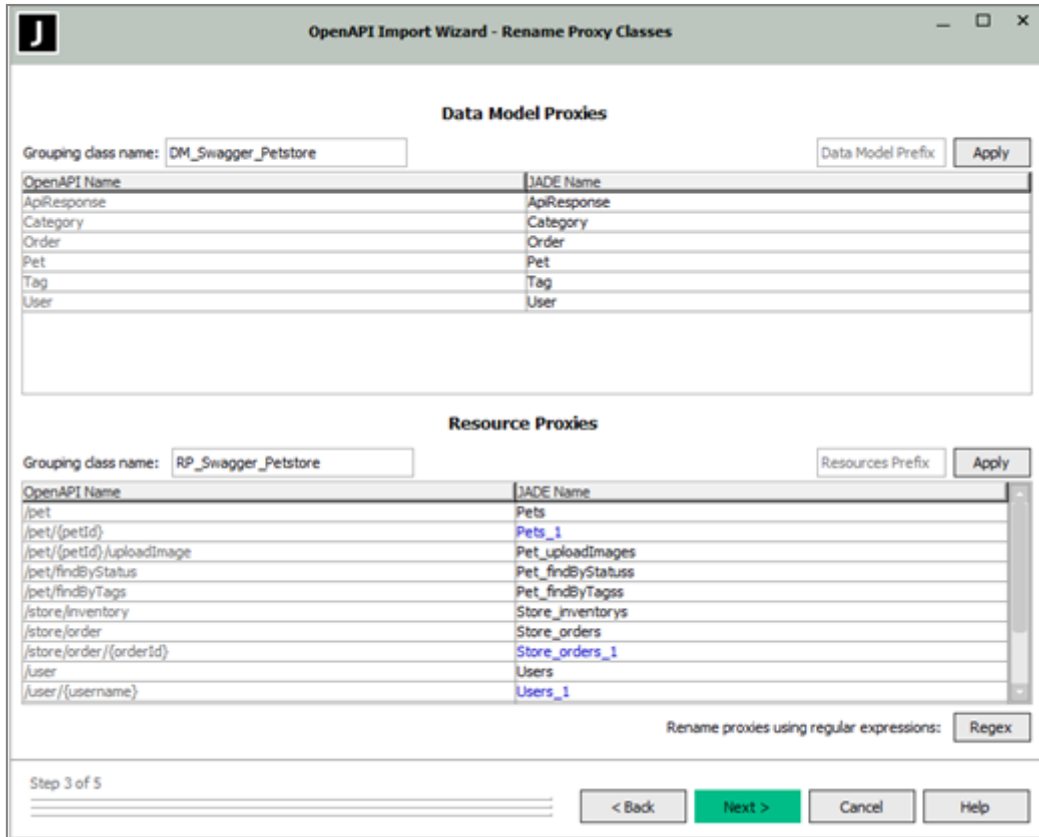 J
OpenAPI Import Wizard - Rename Proxy Classes
Data Model Proxies
Grouping class name: DM_Swagger_Petstore Data Model Prefix Apply
OpenAPI Name JADE Name
ApiResponse ApiResponse
Category Category
Order Order
Pet Pet
Tag Tag
User User
Resource Proxies
Grouping class name: RP_Swagger_Petstore Resources Prefix Apply
OpenAPI Name JADE Name
/pet Pets
/pet/{petId} Pets_1
/pet/{petId}/uploadImage Pet_uploadImages
/pet/findByStatus Pet_findByStatuss
/pet/findByTags Pet_findByTagss
/store/inventory Store_inventorys
/store/order Store_orders
/store/order/{orderId} Store_orders_1
/user Users
/user/{username} Users_1
Rename proxies using regular expressions: Regex
Step 3 of 5
< Back Next > Cancel Help